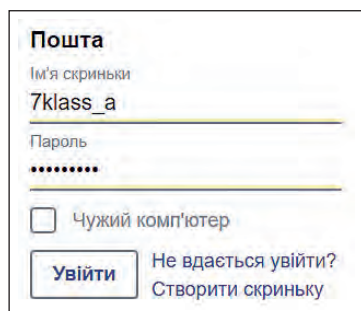 Пошта
Ім'я скриньки
7klass_a
Пароль
•••••••••
Чужий комп'ютер
Увійти
Не вдається увійти?
Створити скриньку